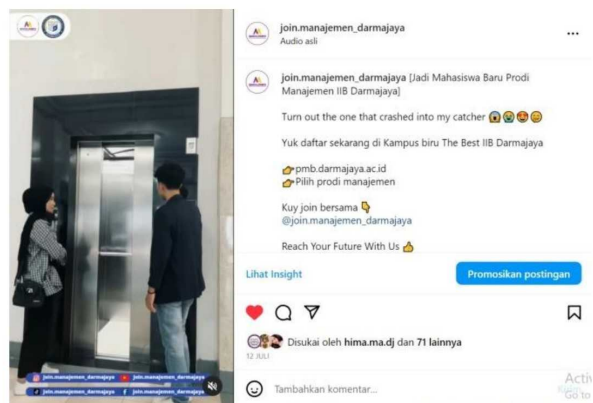 join.manajemen_darmajaya
Audio asli
join.manajemen_darmajaya [Jadi Mahasiswa Baru Prodi
Manajemen IIB Darmajaya]
Turn out the one that crashed into my catcher 😱😭😍😄
Yuk daftar sekarang di Kampus biru The Best IIB Darmajaya
👉pmb.darmajaya.ac.id
👉Pilih prodi manajemen
Kuy join bersama 👇
@join.manajemen_darmajaya
Reach Your Future With Us 👍
Lihat Insight
Promosikan postingan
Disukai oleh hima.ma.dj dan 71 lainnya
12 JULI
Tambahkan komentar...
join.manajemen_darmajaya join.manajemen_darmajaya
join.manajemen_darmajaya join.manajemen_darmajaya
Go to